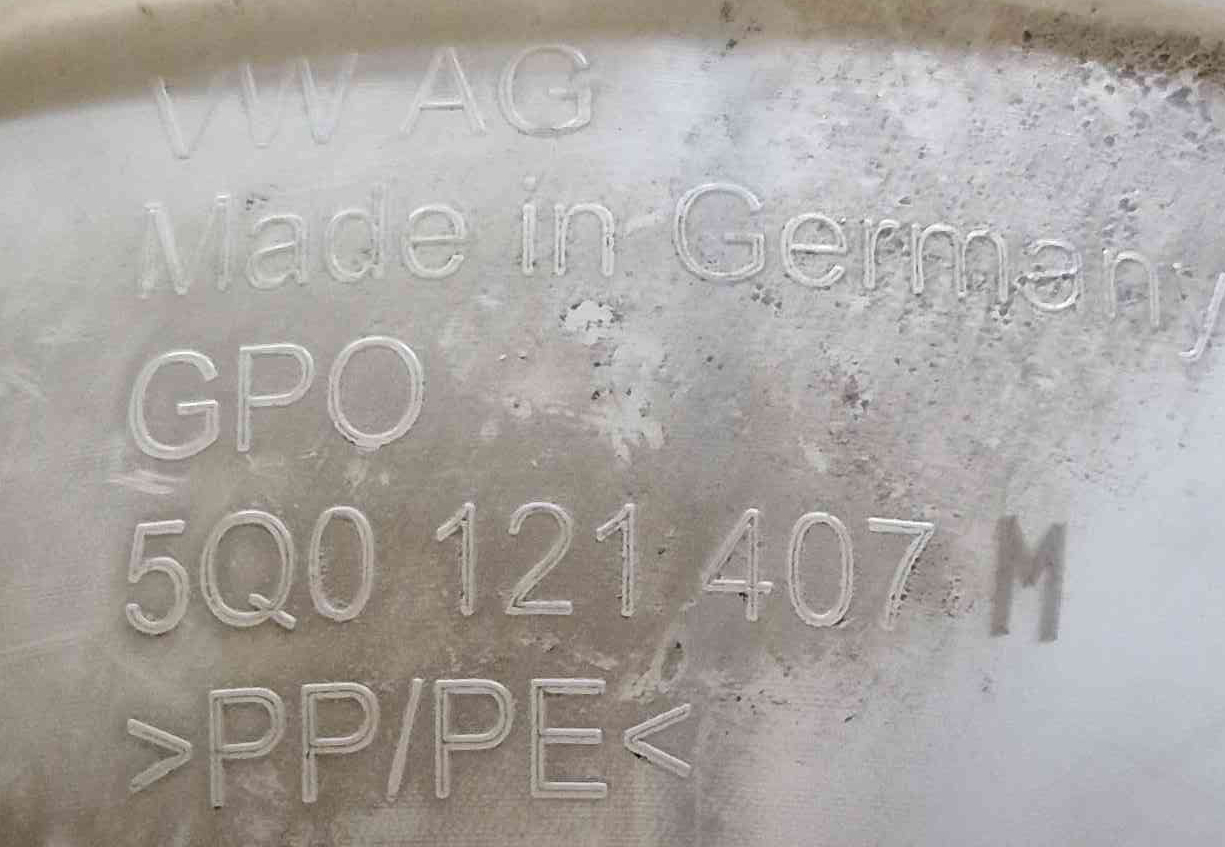 VW AG
Made in Germany
GPO
5Q0 121 407 M
>PP/PE<